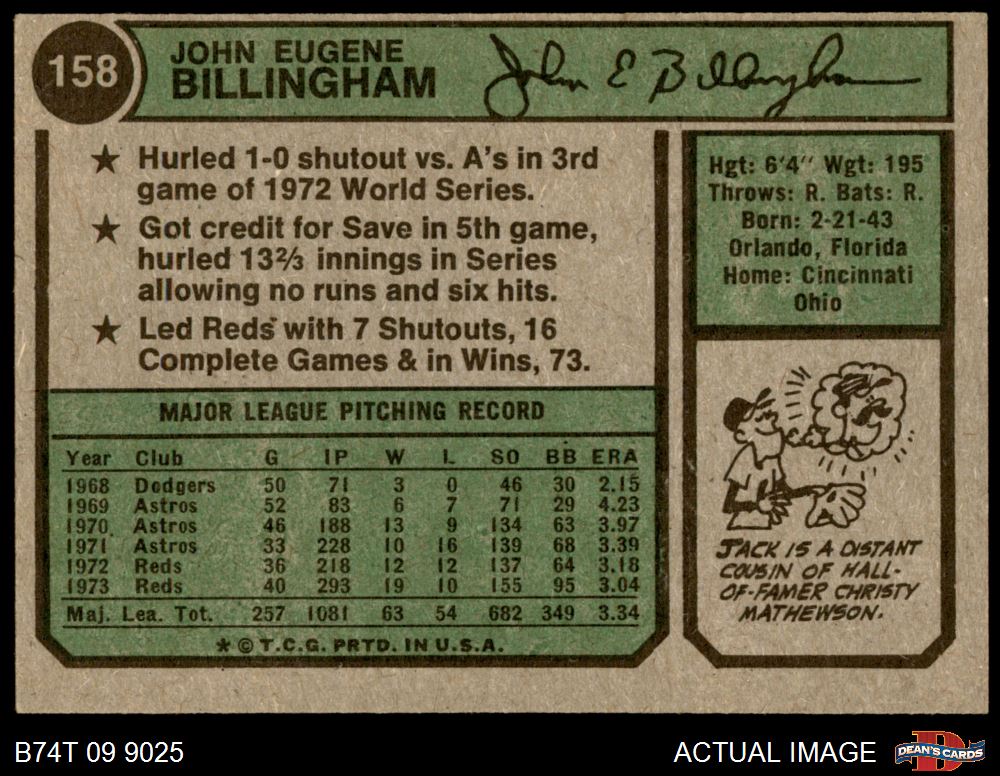 158
JOHN EUGENE
BILLINGHAM
John E Billingham
★ Hurled 1-0 shutout vs. A's in 3rd
game of 1972 World Series.
★ Got credit for Save in 5th game,
hurled 13⅔ innings in Series
allowing no runs and six hits.
★ Led Reds with 7 Shutouts, 16
Complete Games & in Wins, 73.
Hgt: 6'4'' Wgt: 195
Throws: R. Bats: R.
Born: 2-21-43
Orlando, Florida
Home: Cincinnati
Ohio
MAJOR LEAGUE PITCHING RECORD
Year Club G IP W L SO BB ERA
1968 Dodgers 50 71 3 0 46 30 2.15
1969 Astros 52 83 6 7 71 29 4.23
1970 Astros 46 188 13 9 134 63 3.97
1971 Astros 33 228 10 16 139 68 3.39
1972 Reds 36 218 12 12 137 64 3.18
1973 Reds 40 293 19 10 155 95 3.04
Maj. Lea. Tot. 257 1081 63 54 682 349 3.34
★ © T.C.G. PRTD. IN U.S.A.
JACK IS A DISTANT
COUSIN OF HALL-
OF-FAMER CHRISTY
MATHEWSON.
B74T 09 9025
ACTUAL IMAGE
DEAN'S CARDS